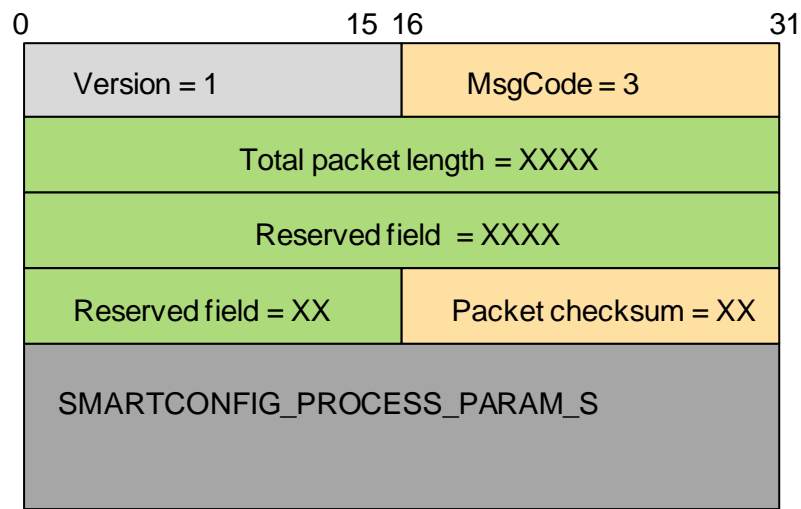 0 15 16 31
Version = 1 MsgCode = 3
Total packet length = XXXX
Reserved field = XXXX
Reserved field = XX Packet checksum = XX
SMARTCONFIG_PROCESS_PARAM_S